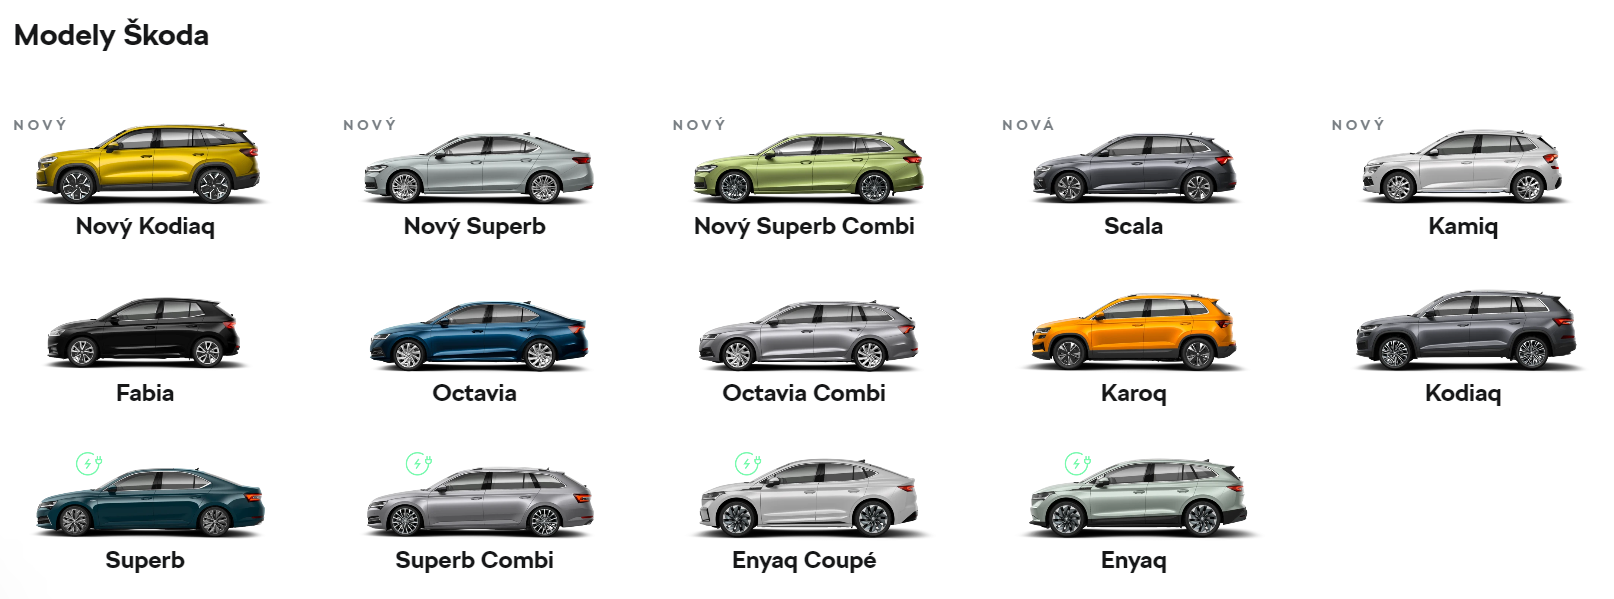 Modely Škoda
NOVÝ NOVÝ NOVÝ NOVÁ NOVÝ
Nový Kodiaq Nový Superb Nový Superb Combi Scala Kamiq
Fabia Octavia Octavia Combi Karoq Kodiaq
Superb Superb Combi Enyaq Coupé Enyaq